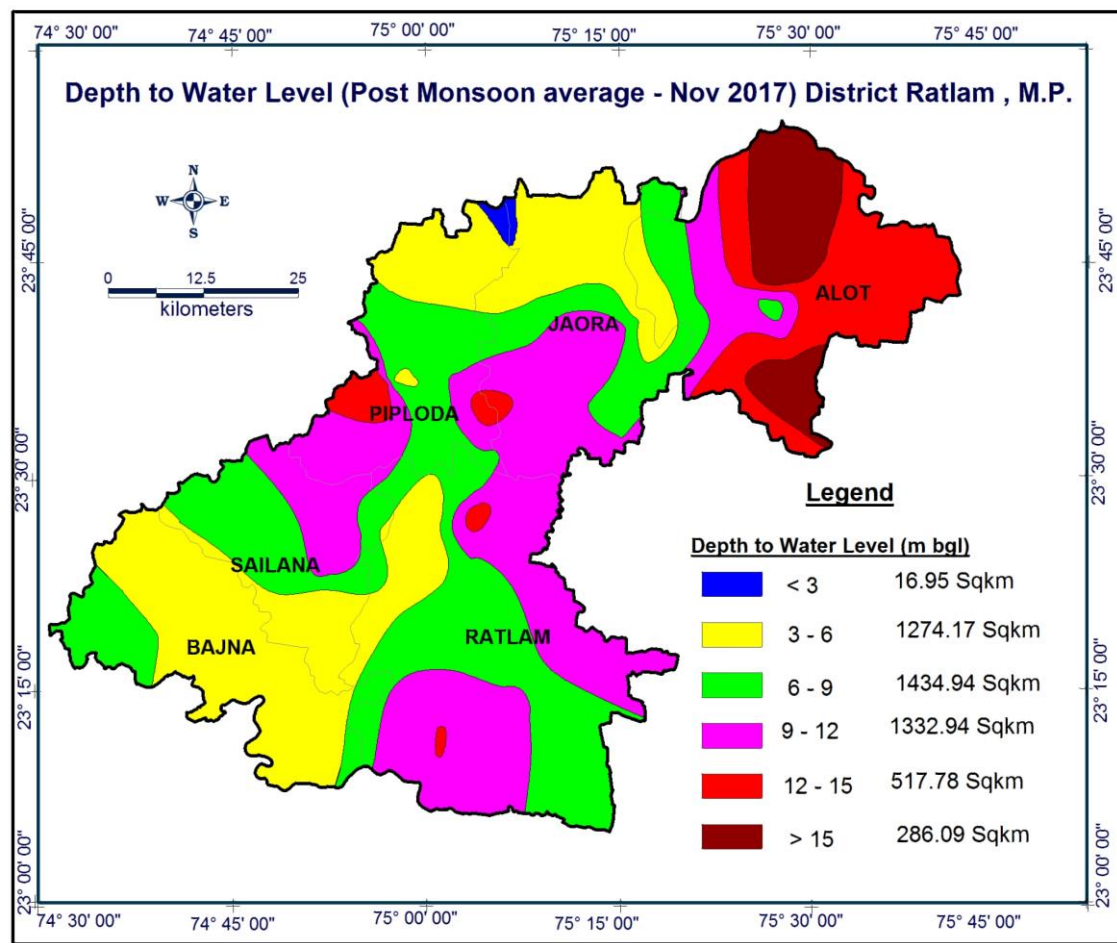 74° 30' 00" 74° 45' 00" 75° 0' 00" 75° 15' 00" 75° 30' 00" 75° 45' 00"
Depth to Water Level (Post Monsoon average - Nov 2017) District Ratlam , M.P.
N
W E
S
23° 45' 00" 23° 45' 00"
0 12.5 25
kilometers
ALOT
JAORA
PIPLODA
23° 30' 00" 23° 30' 00"
SAILANA
BAJNA
RATLAM
Legend
Depth to Water Level (m bgl)
< 3 16.95 Sqkm
3 - 6 1274.17 Sqkm
6 - 9 1434.94 Sqkm
9 - 12 1332.94 Sqkm
12 - 15 517.78 Sqkm
> 15 286.09 Sqkm
23° 15' 00" 23° 15' 00"
23° 00' 00" 23° 00' 00"
74° 30' 00" 74° 45' 00" 75° 00' 00" 75° 15' 00" 75° 30' 00" 75° 45' 00"